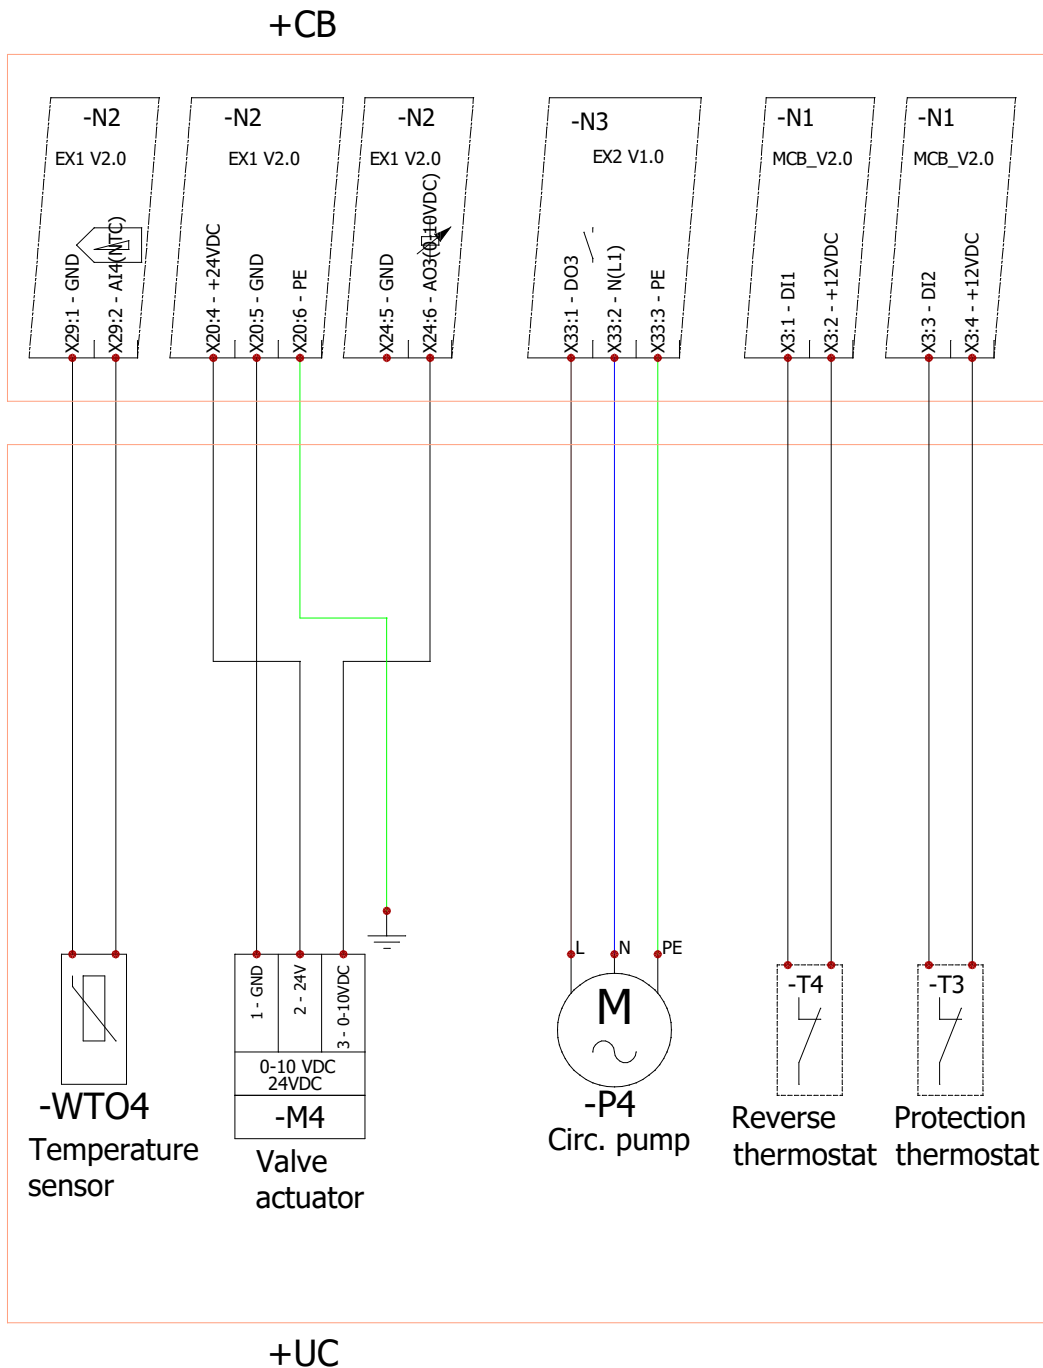 +CB
-N2
EX1 V2.0
X29:1 - GND
X29:2 - AI4(NTC)
-N2
EX1 V2.0
X20:4 - +24VDC
X20:5 - GND
X20:6 - PE
-N2
EX1 V2.0
X24:5 - GND
X24:6 - AO3(0-10VDC)
-N3
EX2 V1.0
X33:1 - DO3
X33:2 - N(L1)
X33:3 - PE
-N1
MCB_V2.0
X3:1 - DI1
X3:2 - +12VDC
-N1
MCB_V2.0
X3:3 - DI2
X3:4 - +12VDC
-WTO4
Temperature
sensor
1 - GND
2 - 24V
3 - 0-10VDC
0-10 VDC
24VDC
-M4
Valve
actuator
L
N
PE
M
-P4
Circ. pump
-T4
Reverse
thermostat
-T3
Protection
thermostat
+UC